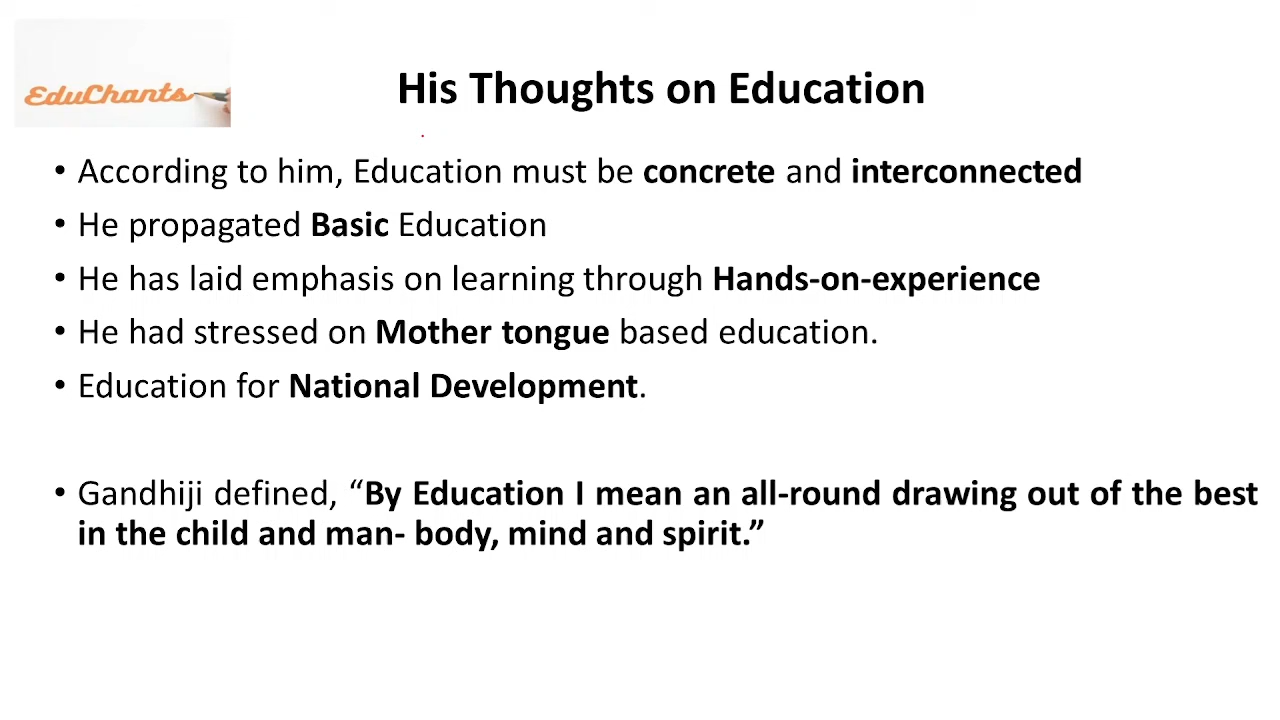 EduChants
His Thoughts on Education
• According to him, Education must be concrete and interconnected
• He propagated Basic Education
• He has laid emphasis on learning through Hands-on-experience
• He had stressed on Mother tongue based education.
• Education for National Development.
• Gandhiji defined, “By Education I mean an all-round drawing out of the best
in the child and man- body, mind and spirit.”